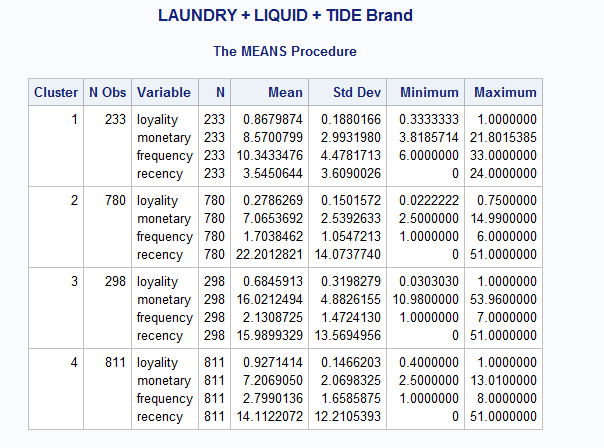 LAUNDRY + LIQUID + TIDE Brand
The MEANS Procedure
Cluster N Obs Variable N Mean Std Dev Minimum Maximum
1 233 loyality 233 0.8679874 0.1880166 0.3333333 1.0000000
monetary 233 8.5700799 2.9931980 3.8185714 21.8015385
frequency 233 10.3433476 4.4781713 6.0000000 33.0000000
recency 233 3.5450644 3.6090026 0 24.0000000
2 780 loyality 780 0.2786269 0.1501572 0.0222222 0.7500000
monetary 780 7.0653692 2.5392633 2.5000000 14.9900000
frequency 780 1.7038462 1.0547213 1.0000000 6.0000000
recency 780 22.2012821 14.0737740 0 51.0000000
3 298 loyality 298 0.6845913 0.3198279 0.0303030 1.0000000
monetary 298 16.0212494 4.8826155 10.9800000 53.9600000
frequency 298 2.1308725 1.4724130 1.0000000 7.0000000
recency 298 15.9899329 13.5694956 0 51.0000000
4 811 loyality 811 0.9271414 0.1466203 0.4000000 1.0000000
monetary 811 7.2069050 2.0698325 2.5000000 13.0100000
frequency 811 2.7990136 1.6585875 1.0000000 8.0000000
recency 811 14.1122072 12.2105393 0 51.0000000